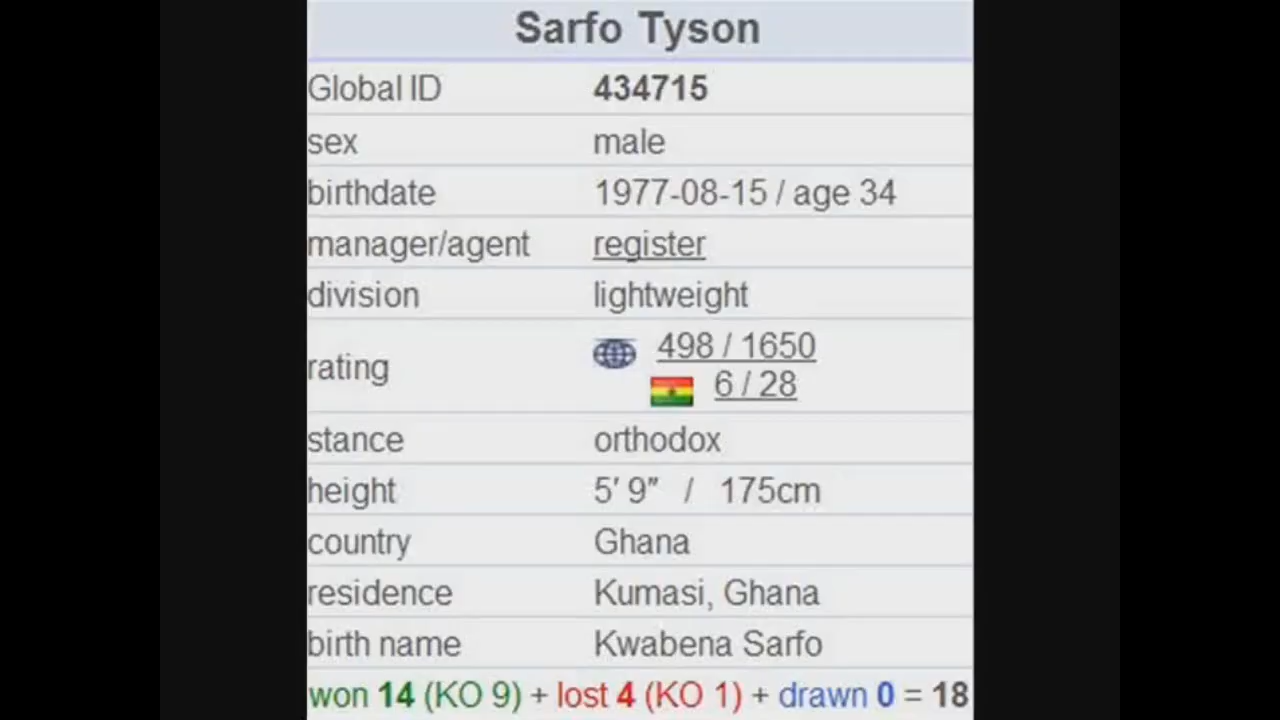 Sarfo Tyson
Global ID 434715
sex male
birthdate 1977-08-15 / age 34
manager/agent register
division lightweight
rating 498 / 1650
6 / 28
stance orthodox
height 5′ 9″ / 175cm
country Ghana
residence Kumasi, Ghana
birth name Kwabena Sarfo
won 14 (KO 9) + lost 4 (KO 1) + drawn 0 = 18